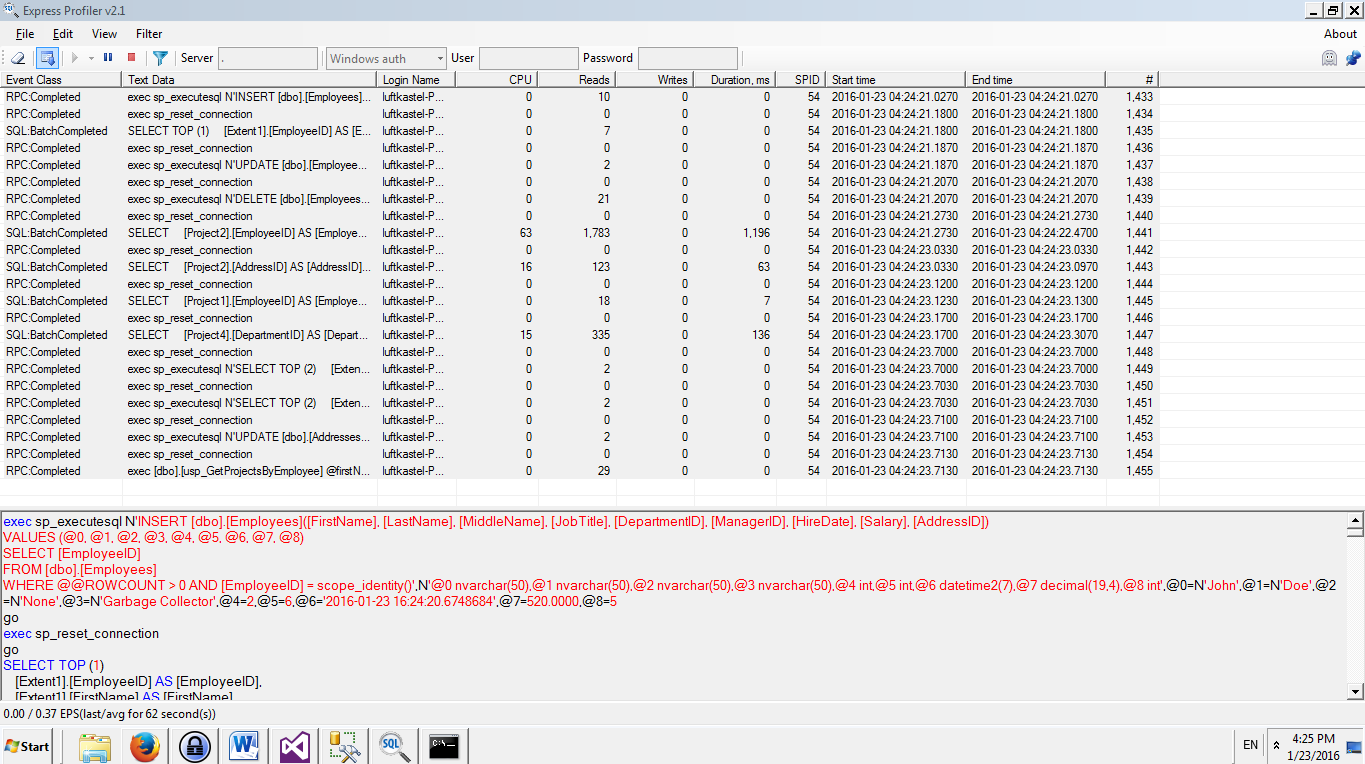 Express Profiler v2.1
File Edit View Filter About
Server . Windows auth User Password
Event Class Text Data Login Name CPU Reads Writes Duration, ms SPID Start time End time #
RPC:Completed exec sp_executesql N'INSERT [dbo].[Employees]... luftkastel-P... 0 10 0 0 54 2016-01-23 04:24:21.0270 2016-01-23 04:24:21.0270 1,433
RPC:Completed exec sp_reset_connection luftkastel-P... 0 0 0 0 54 2016-01-23 04:24:21.1800 2016-01-23 04:24:21.1800 1,434
SQL:BatchCompleted SELECT TOP (1) [Extent1].[EmployeeID] AS [E... luftkastel-P... 0 7 0 0 54 2016-01-23 04:24:21.1800 2016-01-23 04:24:21.1800 1,435
RPC:Completed exec sp_reset_connection luftkastel-P... 0 0 0 0 54 2016-01-23 04:24:21.1870 2016-01-23 04:24:21.1870 1,436
RPC:Completed exec sp_executesql N'UPDATE [dbo].[Employee... luftkastel-P... 0 2 0 0 54 2016-01-23 04:24:21.1870 2016-01-23 04:24:21.1870 1,437
RPC:Completed exec sp_reset_connection luftkastel-P... 0 0 0 0 54 2016-01-23 04:24:21.2070 2016-01-23 04:24:21.2070 1,438
RPC:Completed exec sp_executesql N'DELETE [dbo].[Employees... luftkastel-P... 0 21 0 0 54 2016-01-23 04:24:21.2070 2016-01-23 04:24:21.2070 1,439
RPC:Completed exec sp_reset_connection luftkastel-P... 0 0 0 0 54 2016-01-23 04:24:21.2730 2016-01-23 04:24:21.2730 1,440
SQL:BatchCompleted SELECT [Project2].[EmployeeID] AS [Employe... luftkastel-P... 63 1,783 0 1,196 54 2016-01-23 04:24:21.2730 2016-01-23 04:24:22.4700 1,441
RPC:Completed exec sp_reset_connection luftkastel-P... 0 0 0 0 54 2016-01-23 04:24:23.0330 2016-01-23 04:24:23.0330 1,442
SQL:BatchCompleted SELECT [Project2].[AddressID] AS [AddressID]... luftkastel-P... 16 123 0 63 54 2016-01-23 04:24:23.0330 2016-01-23 04:24:23.0970 1,443
RPC:Completed exec sp_reset_connection luftkastel-P... 0 0 0 0 54 2016-01-23 04:24:23.1200 2016-01-23 04:24:23.1200 1,444
SQL:BatchCompleted SELECT [Project1].[EmployeeID] AS [Employe... luftkastel-P... 0 18 0 7 54 2016-01-23 04:24:23.1230 2016-01-23 04:24:23.1300 1,445
RPC:Completed exec sp_reset_connection luftkastel-P... 0 0 0 0 54 2016-01-23 04:24:23.1700 2016-01-23 04:24:23.1700 1,446
SQL:BatchCompleted SELECT [Project4].[DepartmentID] AS [Depart... luftkastel-P... 15 335 0 136 54 2016-01-23 04:24:23.1700 2016-01-23 04:24:23.3070 1,447
RPC:Completed exec sp_reset_connection luftkastel-P... 0 0 0 0 54 2016-01-23 04:24:23.7000 2016-01-23 04:24:23.7000 1,448
RPC:Completed exec sp_executesql N'SELECT TOP (2) [Exten... luftkastel-P... 0 2 0 0 54 2016-01-23 04:24:23.7000 2016-01-23 04:24:23.7000 1,449
RPC:Completed exec sp_reset_connection luftkastel-P... 0 0 0 0 54 2016-01-23 04:24:23.7030 2016-01-23 04:24:23.7030 1,450
RPC:Completed exec sp_executesql N'SELECT TOP (2) [Exten... luftkastel-P... 0 2 0 0 54 2016-01-23 04:24:23.7030 2016-01-23 04:24:23.7030 1,451
RPC:Completed exec sp_reset_connection luftkastel-P... 0 0 0 0 54 2016-01-23 04:24:23.7100 2016-01-23 04:24:23.7100 1,452
RPC:Completed exec sp_executesql N'UPDATE [dbo].[Addresses... luftkastel-P... 0 2 0 0 54 2016-01-23 04:24:23.7100 2016-01-23 04:24:23.7100 1,453
RPC:Completed exec sp_reset_connection luftkastel-P... 0 0 0 0 54 2016-01-23 04:24:23.7130 2016-01-23 04:24:23.7130 1,454
RPC:Completed exec [dbo].[usp_GetProjectsByEmployee] @firstN... luftkastel-P... 0 29 0 0 54 2016-01-23 04:24:23.7130 2016-01-23 04:24:23.7130 1,455
exec sp_executesql N'INSERT [dbo].[Employees]([FirstName], [LastName], [MiddleName], [JobTitle], [DepartmentID], [ManagerID], [HireDate], [Salary], [AddressID])
VALUES (@0, @1, @2, @3, @4, @5, @6, @7, @8)
SELECT [EmployeeID]
FROM [dbo].[Employees]
WHERE @@ROWCOUNT > 0 AND [EmployeeID] = scope_identity()',N'@0 nvarchar(50),@1 nvarchar(50),@2 nvarchar(50),@3 nvarchar(50),@4 int,@5 int,@6 datetime2(7),@7 decimal(19,4),@8 int',@0=N'John',@1=N'Doe',@2
=N'None',@3=N'Garbage Collector',@4=2,@5=6,@6='2016-01-23 16:24:20.6748684',@7=520.0000,@8=5
go
exec sp_reset_connection
go
SELECT TOP (1)
[Extent1].[EmployeeID] AS [EmployeeID],
[Extent1].[FirstName] AS [FirstName],
0.00 / 0.37 EPS(last/avg for 62 second(s))
Start EN 4:25 PM
1/23/2016